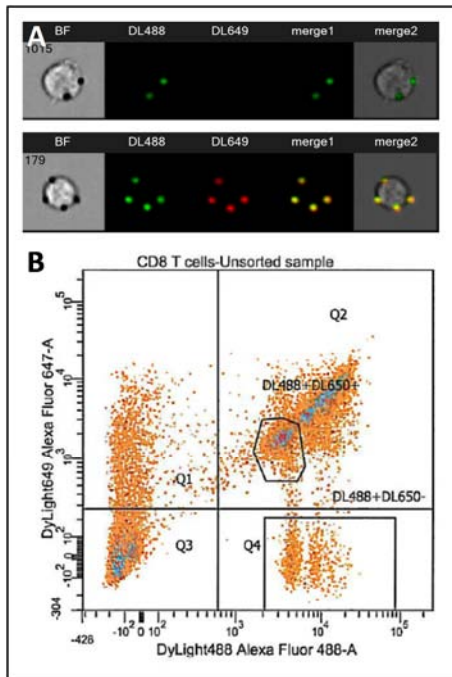 A
BF DL488 DL649 merge1 merge2
1015
BF DL488 DL649 merge1 merge2
179
B
CD8 T cells-Unsorted sample
DyLight649 Alexa Fluor 647-A
10^5
10^4
10^3
10^2
0
-10^2
-304
Q2
DL488+DL650+
Q1
DL488+DL650-
Q3
Q4
-428
-10^2 0 10^2 10^3 10^4 10^5
DyLight488 Alexa Fluor 488-A